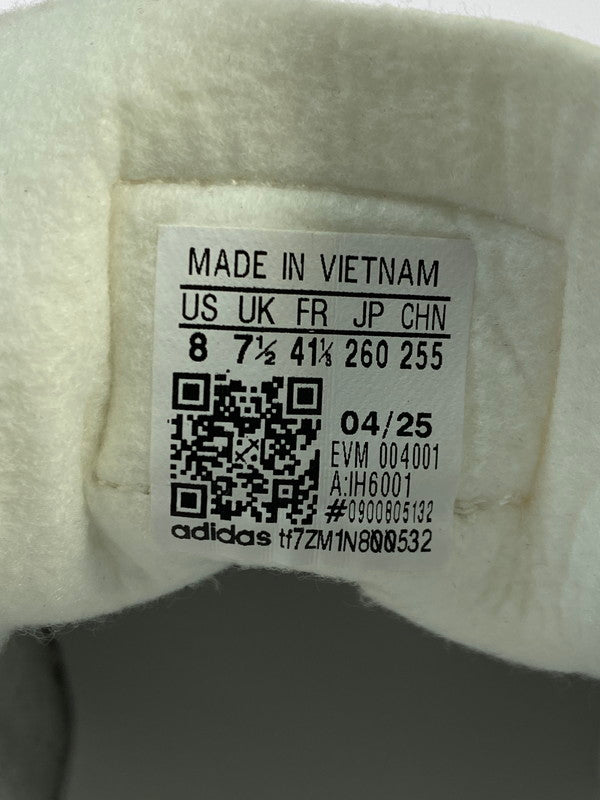 MADE IN VIETNAM
US UK FR JP CHN
8 7½ 41⅓ 260 255
04/25
EVM 004001
A:IH6001
#0900805132
adidas tf7ZM1N800532